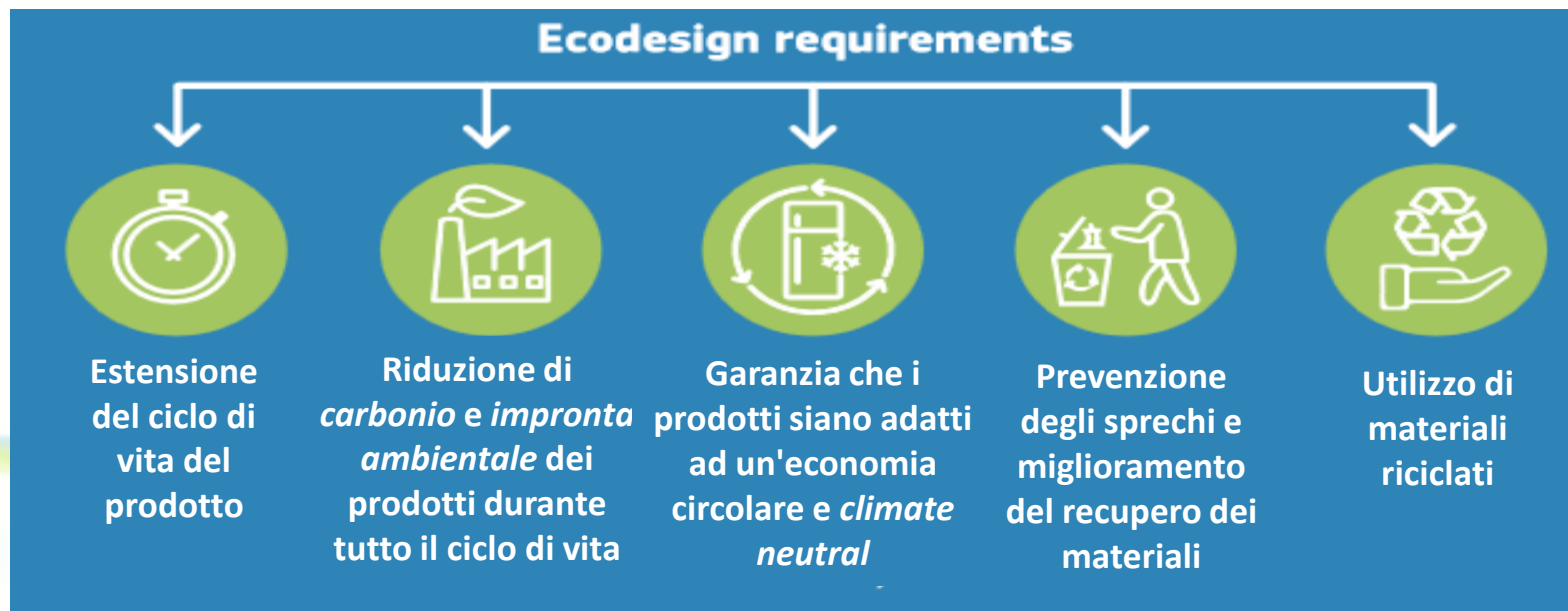 Ecodesign requirements
Estensione
del ciclo di
vita del
prodotto
Riduzione di
carbonio e impronta
ambientale dei
prodotti durante
tutto il ciclo di vita
Garanzia che i
prodotti siano adatti
ad un'economia
circolare e climate
neutral
Prevenzione
degli sprechi e
miglioramento
del recupero dei
materiali
Utilizzo di
materiali
riciclati